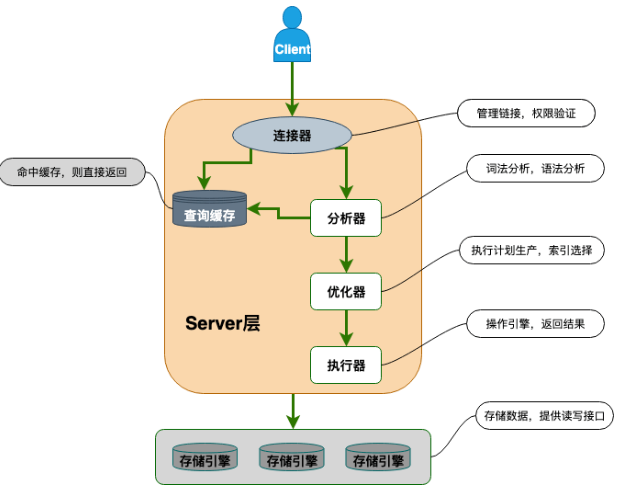 Client
连接器
管理链接，权限验证
命中缓存，则直接返回
词法分析，语法分析
查询缓存
分析器
执行计划生产，索引选择
优化器
Server层
操作引擎，返回结果
执行器
存储数据，提供读写接口
存储引擎
存储引擎
存储引擎